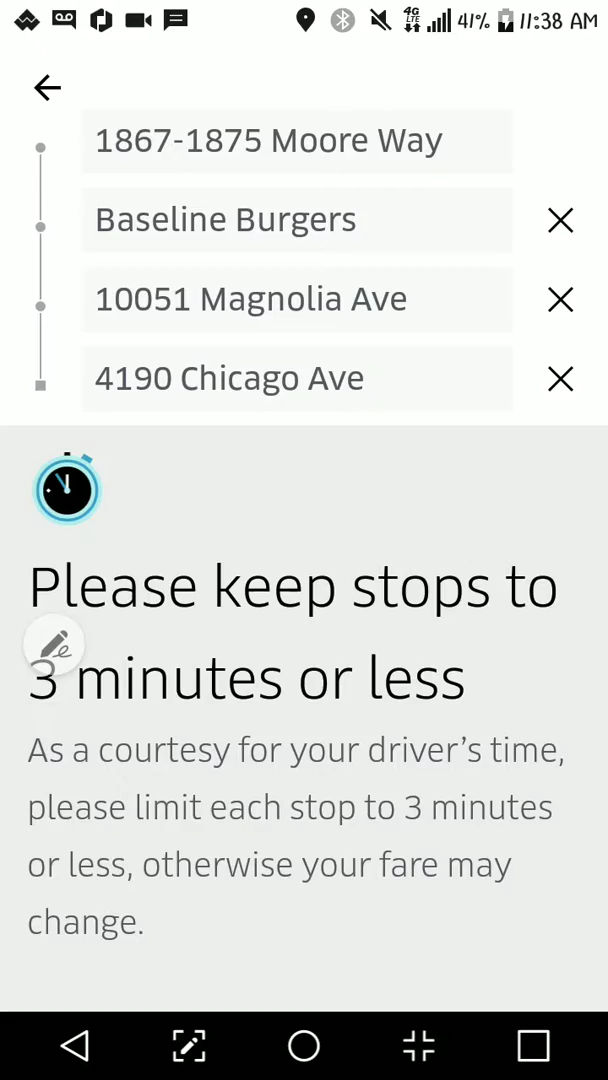 4G
LTE
41%
11:38 AM
1867-1875 Moore Way
Baseline Burgers
10051 Magnolia Ave
4190 Chicago Ave
Please keep stops to
3 minutes or less
As a courtesy for your driver's time,
please limit each stop to 3 minutes
or less, otherwise your fare may
change.